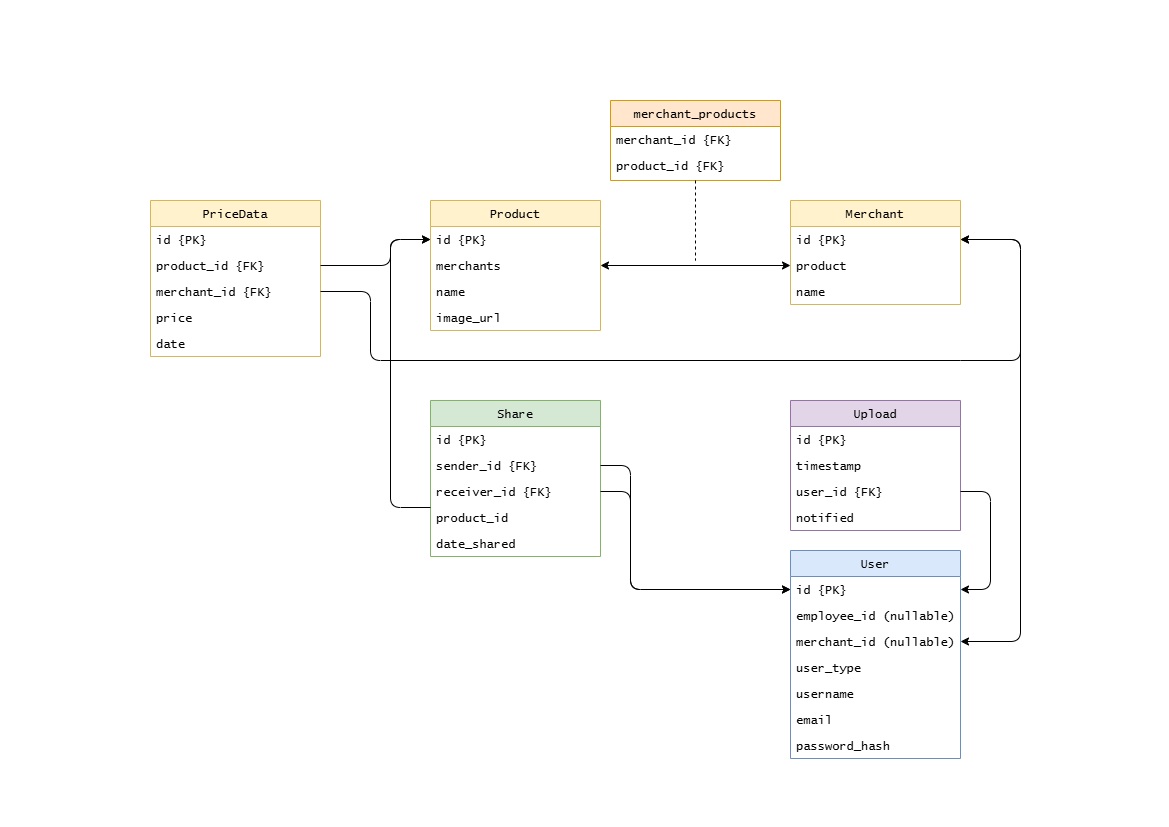 merchant_products
merchant_id {FK}
product_id {FK}
PriceData
id {PK}
product_id {FK}
merchant_id {FK}
price
date
Product
id {PK}
merchants
name
image_url
Merchant
id {PK}
product
name
Share
id {PK}
sender_id {FK}
receiver_id {FK}
product_id
date_shared
Upload
id {PK}
timestamp
user_id {FK}
notified
User
id {PK}
employee_id (nullable)
merchant_id (nullable)
user_type
username
email
password_hash